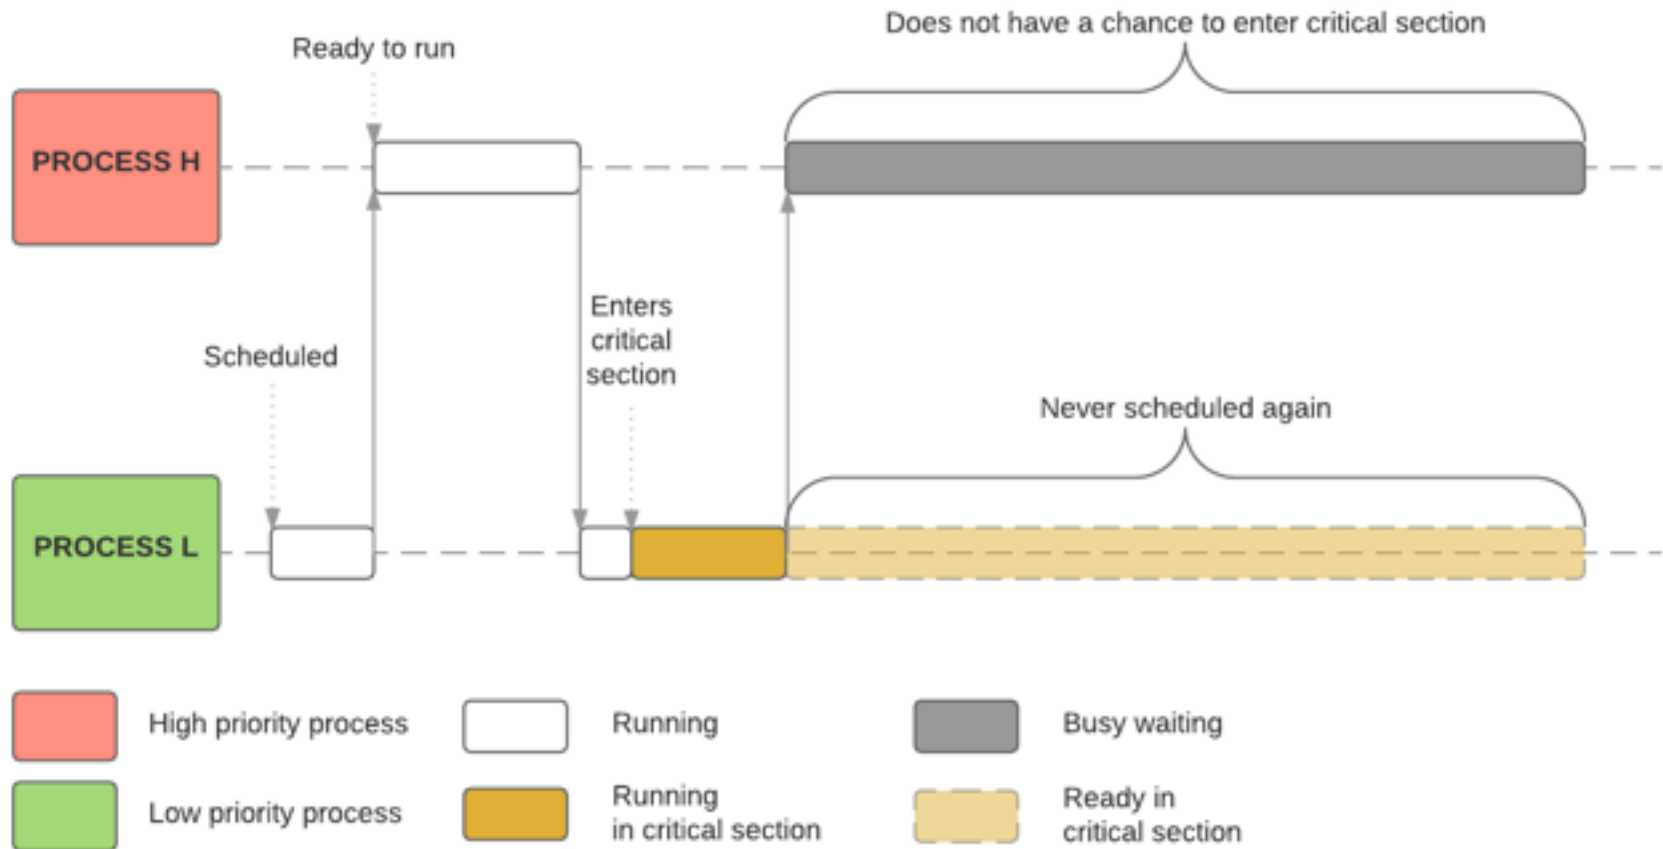 Does not have a chance to enter critical section
Ready to run
PROCESS H
Enters
critical
section
Scheduled
Never scheduled again
PROCESS L
High priority process
Running
Busy waiting
Low priority process
Running
in critical section
Ready in
critical section